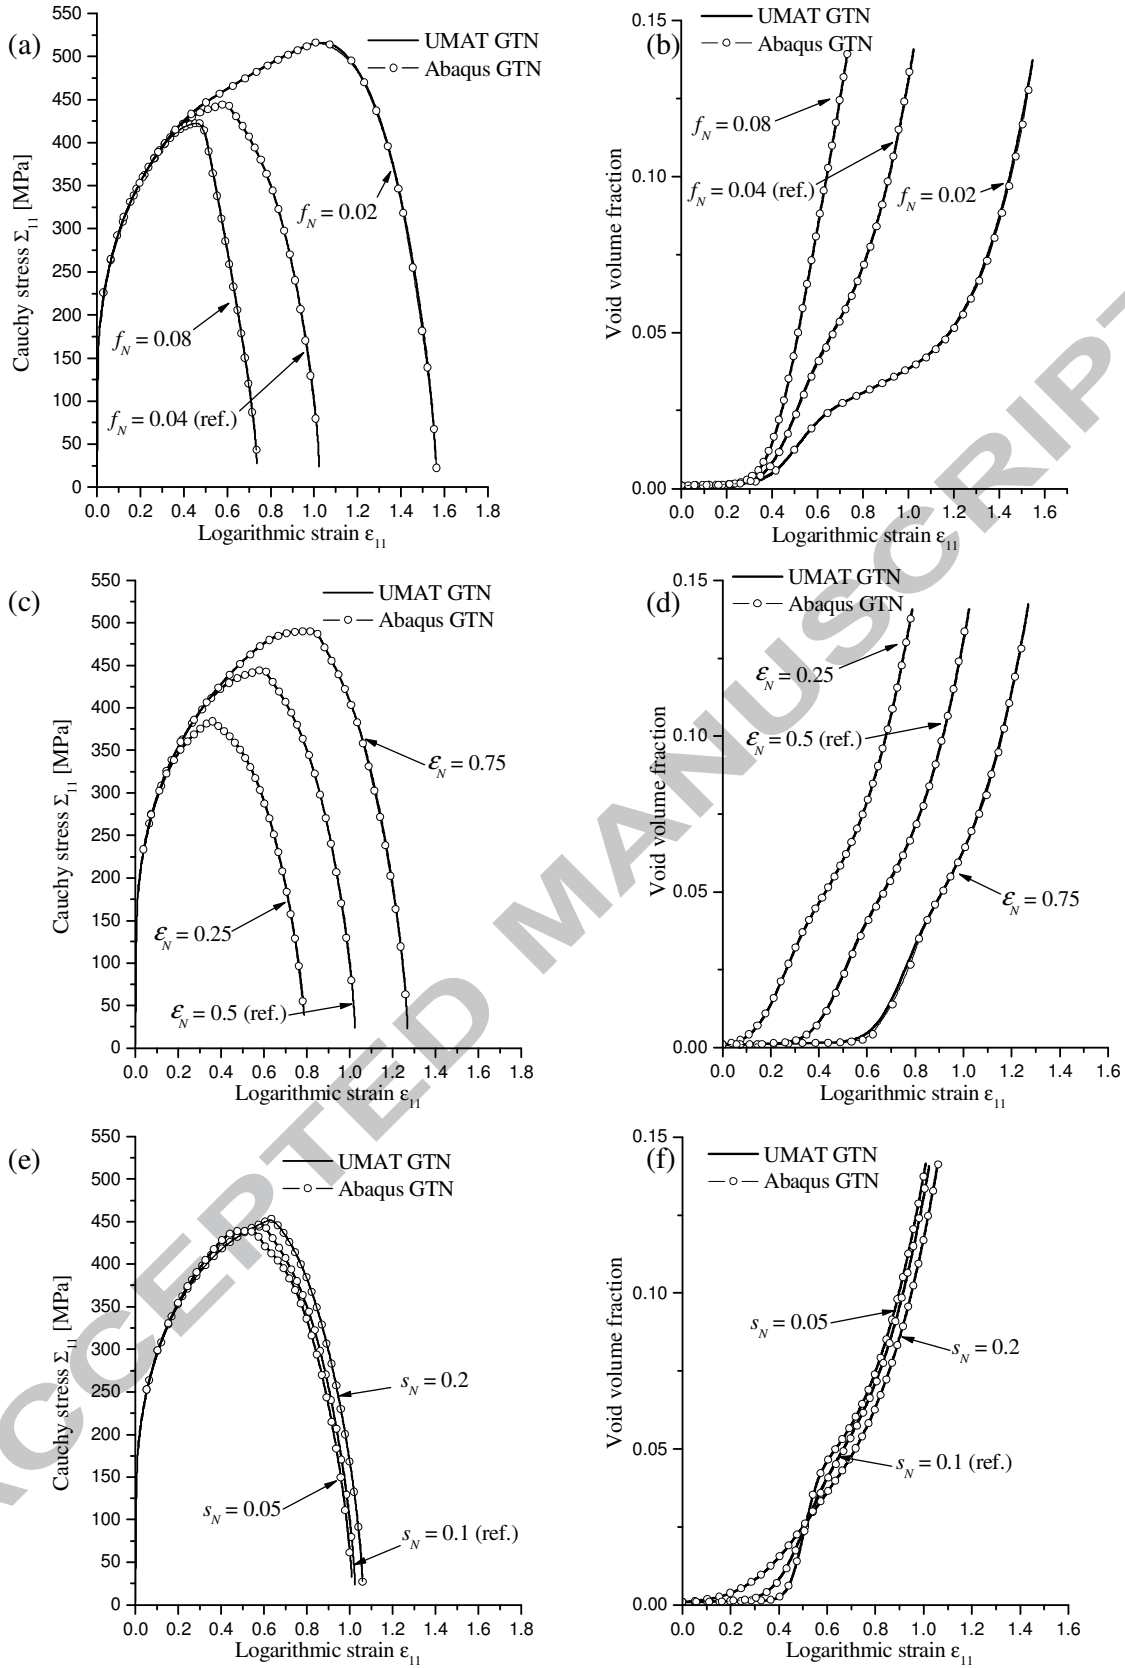 (a)
550
500
450
400
350
300
250
200
150
100
50
0
Cauchy stress Σ11 [MPa]
UMAT GTN
Abaqus GTN
fN = 0.02
fN = 0.08
fN = 0.04 (ref.)
0.0 0.2 0.4 0.6 0.8 1.0 1.2 1.4 1.6 1.8
Logarithmic strain ε11
(b)
0.15
0.10
0.05
0.00
Void volume fraction
UMAT GTN
Abaqus GTN
fN = 0.08
fN = 0.04 (ref.)
fN = 0.02
0.0 0.2 0.4 0.6 0.8 1.0 1.2 1.4 1.6
Logarithmic strain ε11
(c)
550
500
450
400
350
300
250
200
150
100
50
0
Cauchy stress Σ11 [MPa]
UMAT GTN
Abaqus GTN
εN = 0.75
εN = 0.25
εN = 0.5 (ref.)
0.0 0.2 0.4 0.6 0.8 1.0 1.2 1.4 1.6 1.8
Logarithmic strain ε11
(d)
0.15
0.10
0.05
0.00
Void volume fraction
UMAT GTN
Abaqus GTN
εN = 0.25
εN = 0.5 (ref.)
εN = 0.75
0.0 0.2 0.4 0.6 0.8 1.0 1.2 1.4 1.6
Logarithmic strain ε11
(e)
550
500
450
400
350
300
250
200
150
100
50
0
Cauchy stress Σ11 [MPa]
UMAT GTN
Abaqus GTN
sN = 0.2
sN = 0.05
sN = 0.1 (ref.)
0.0 0.2 0.4 0.6 0.8 1.0 1.2 1.4 1.6 1.8
Logarithmic strain ε11
(f)
0.15
0.10
0.05
0.00
Void volume fraction
UMAT GTN
Abaqus GTN
sN = 0.05
sN = 0.2
sN = 0.1 (ref.)
0.0 0.2 0.4 0.6 0.8 1.0 1.2 1.4 1.6
Logarithmic strain ε11
ACCEPTED MANUSCRIPT